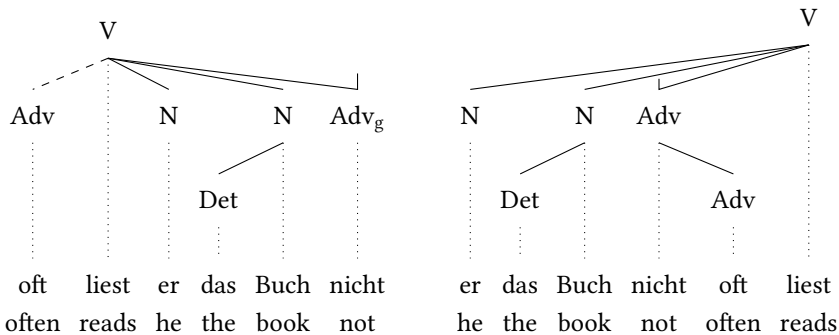 V V
Adv N N Adv_g N N Adv
Det Det Adv
oft liest er das Buch nicht er das Buch nicht oft liest
often reads he the book not he the book not often reads